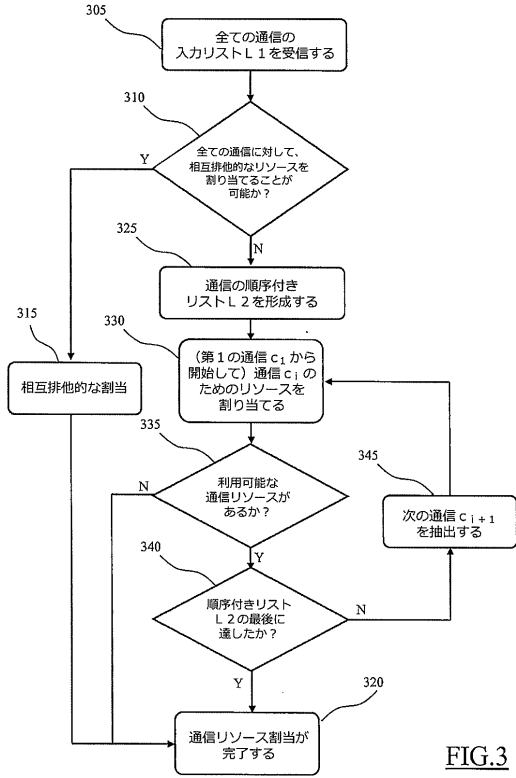 305
全ての通信の
入力リストL1を受信する
310
全ての通信に対して、
相互排他的なリソースを
割り当てることが
可能か？
Y
N
325
通信の順序付き
リストL2を形成する
315
相互排他的な割当
330
（第1の通信c1から
開始して）通信ciの
ためのリソースを
割り当てる
335
利用可能な
通信リソースが
あるか？
N
Y
345
次の通信ci+1
を抽出する
340
順序付きリスト
L2の最後に
達したか？
N
Y
320
通信リソース割当が
完了する
FIG.3